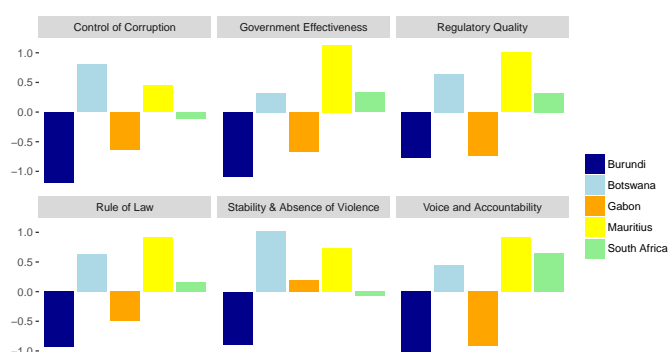 Control of Corruption
Government Effectiveness
Regulatory Quality
1.0
0.5
0.0
−0.5
−1.0
Burundi
Botswana
Gabon
Mauritius
South Africa
Rule of Law
Stability & Absence of Violence
Voice and Accountability
1.0
0.5
0.0
−0.5
−1.0